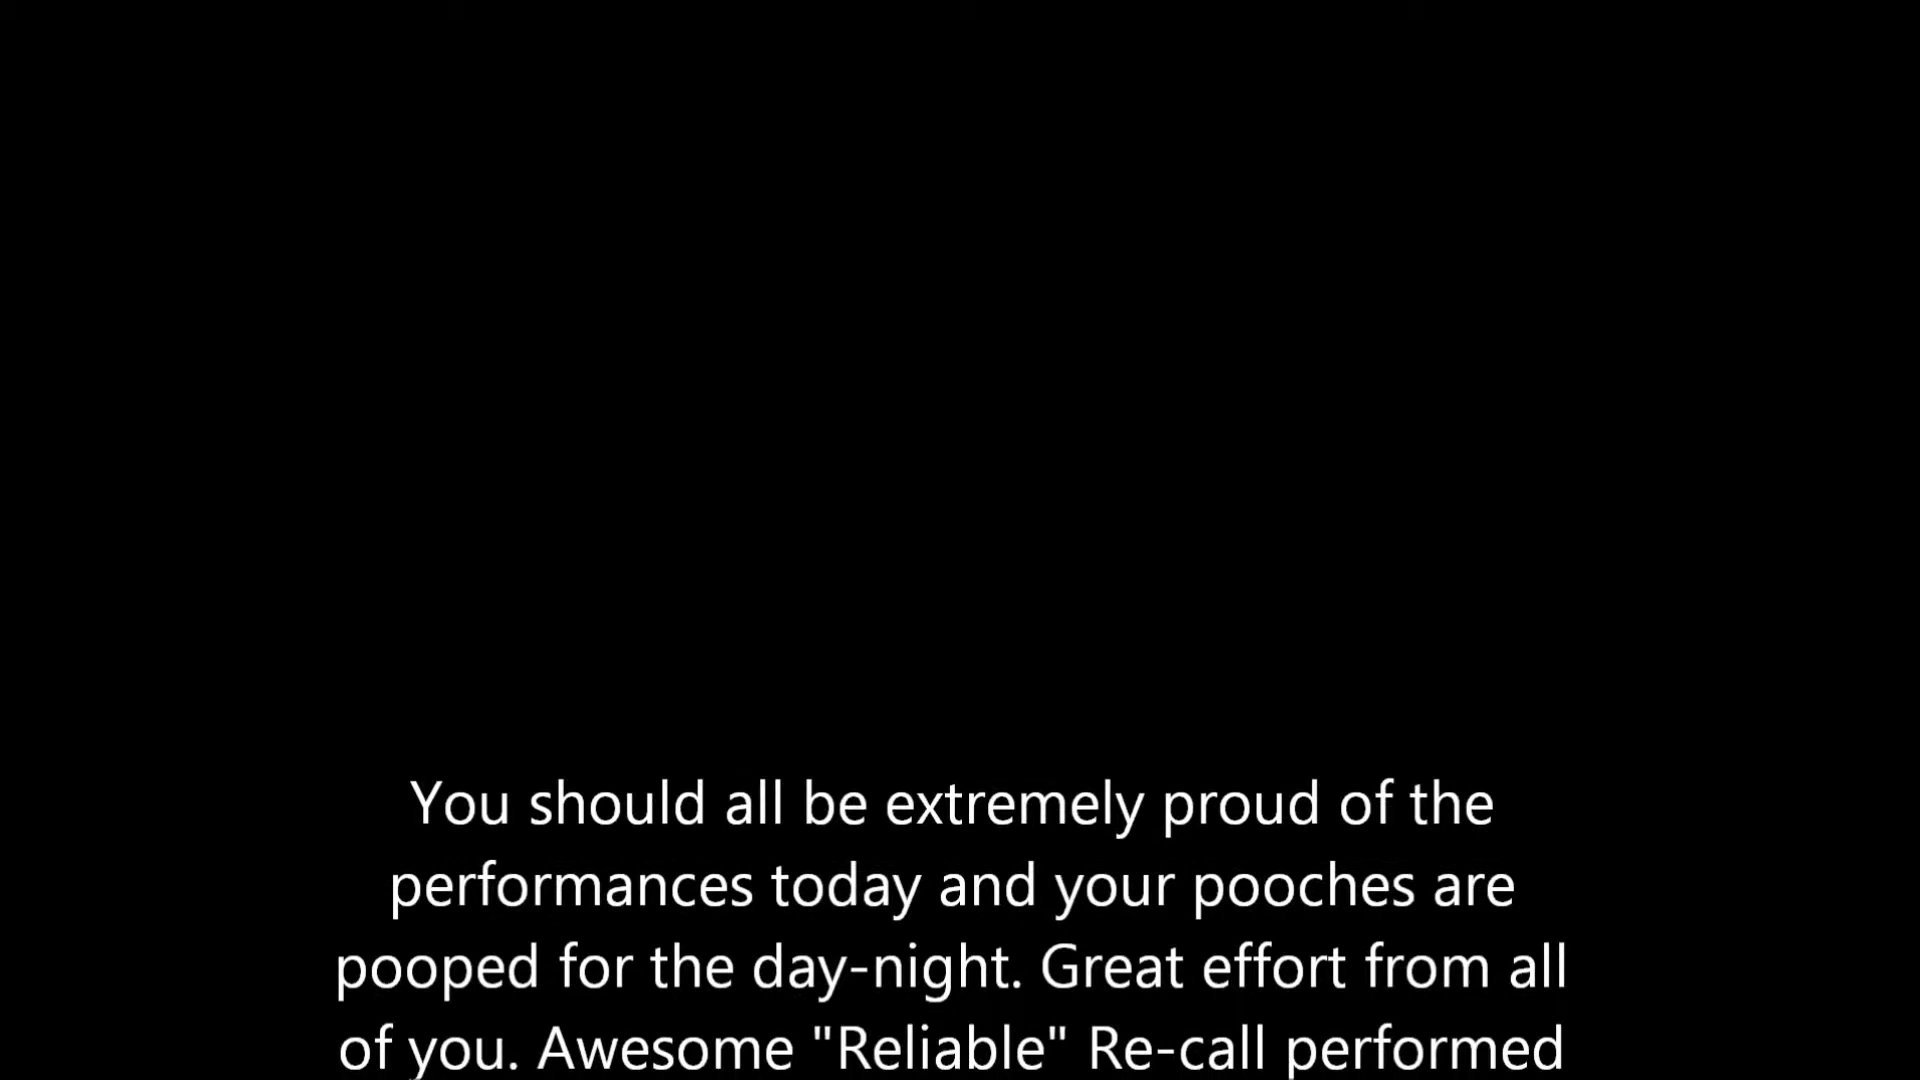 You should all be extremely proud of the
performances today and your pooches are
pooped for the day-night. Great effort from all
of you. Awesome "Reliable" Re-call performed